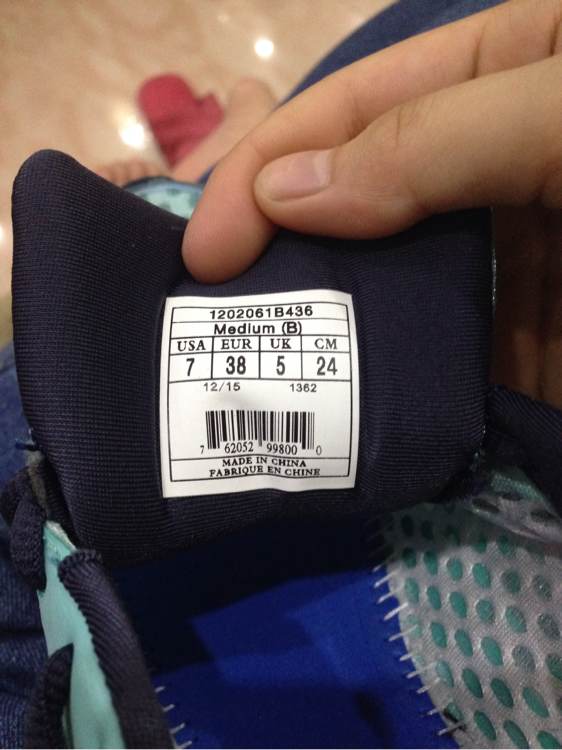 1202061B436
Medium (B)
USA EUR UK CM
7 38 5 24
12/15 1362
7 62052 99800 0
MADE IN CHINA
FABRIQUE EN CHINE